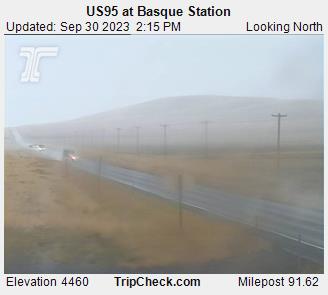 US95 at Basque Station
Updated: Sep 30 2023 2:15 PM Looking North
Elevation 4460 TripCheck.com Milepost 91.62